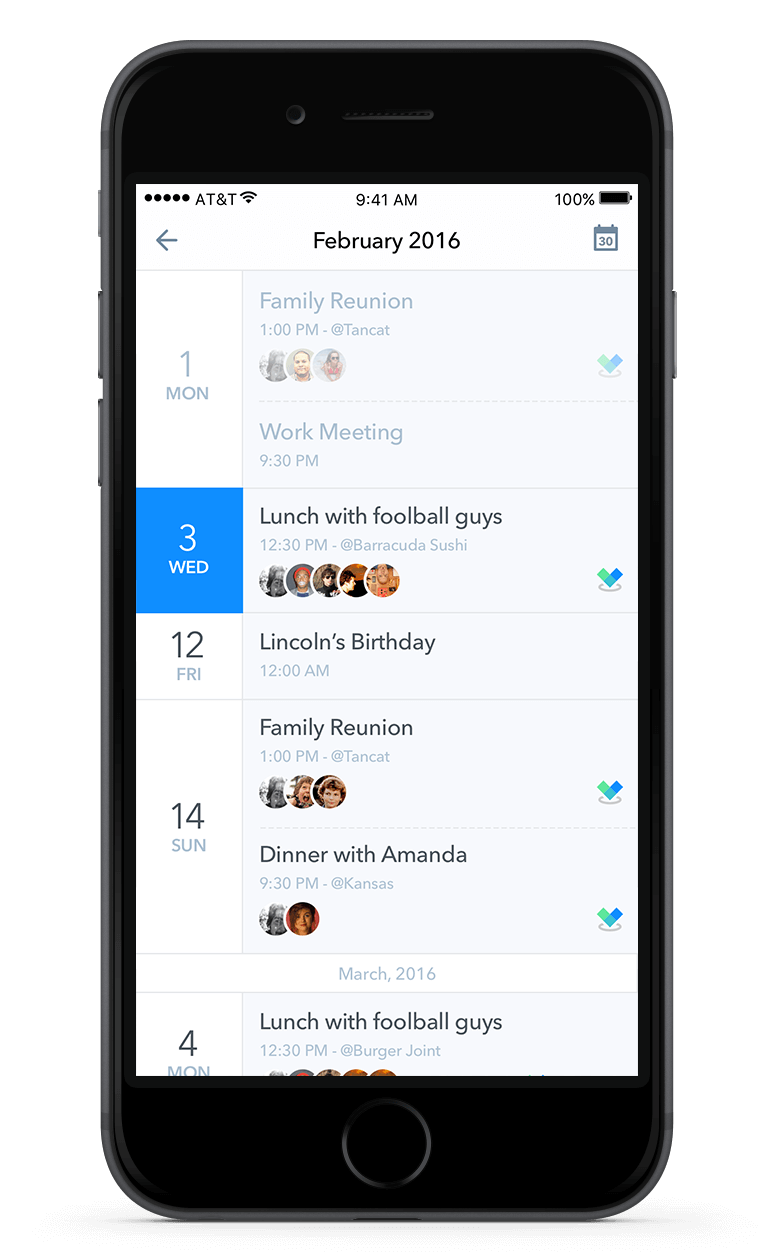 AT&T 9:41 AM 100%
February 2016 30
1
MON
Family Reunion
1:00 PM - @Tancat
Work Meeting
9:30 PM
3
WED
Lunch with foolball guys
12:30 PM - @Barracuda Sushi
12
FRI
Lincoln’s Birthday
12:00 AM
14
SUN
Family Reunion
1:00 PM - @Tancat
Dinner with Amanda
9:30 PM - @Kansas
March, 2016
4
MON
Lunch with foolball guys
12:30 PM - @Burger Joint